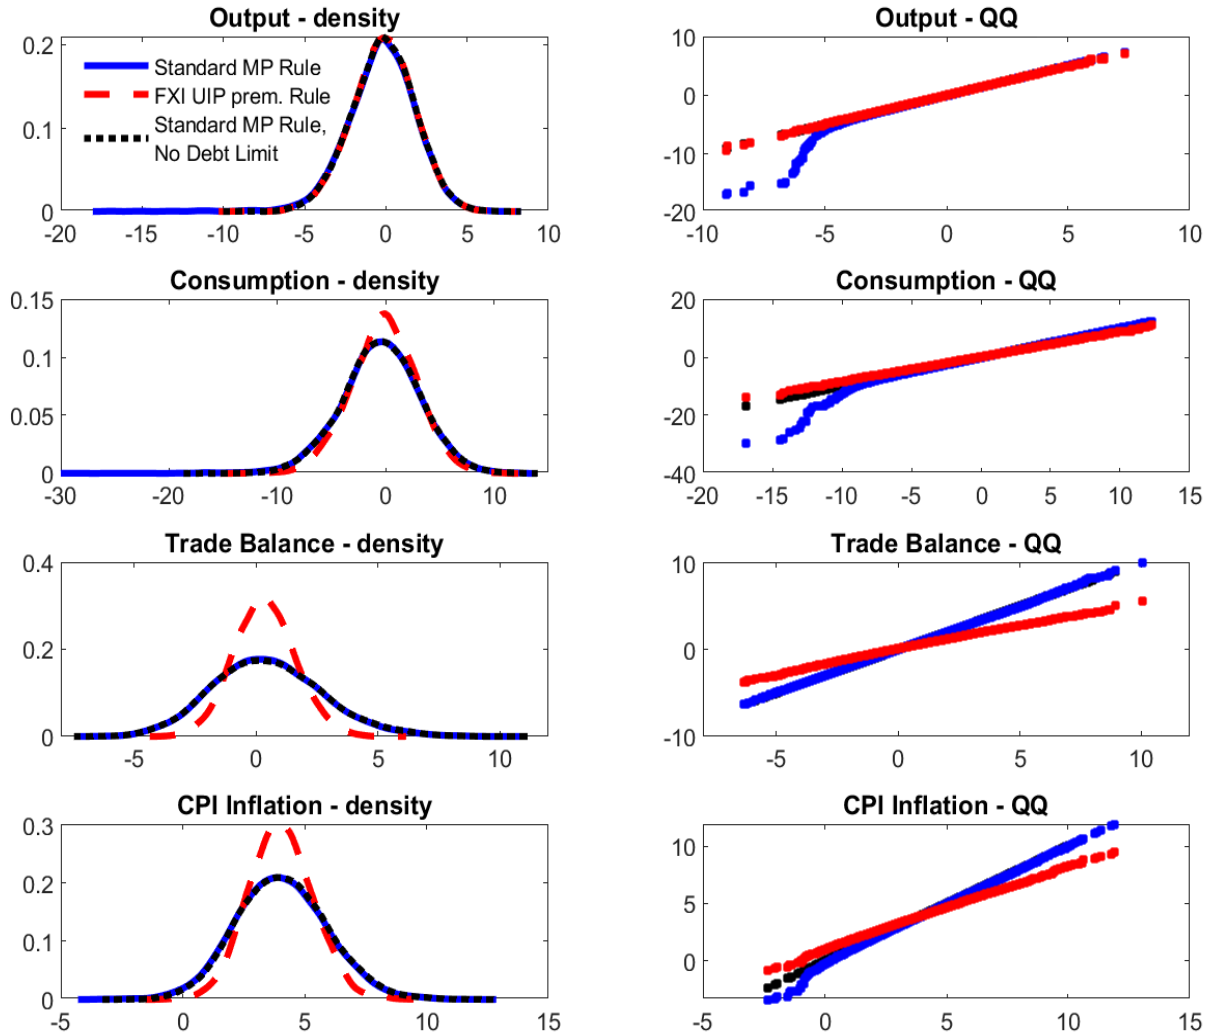 Output - density
0.2
0.1
0
Standard MP Rule
FXI UIP prem. Rule
Standard MP Rule,
No Debt Limit
-20 -15 -10 -5 0 5 10
Output - QQ
10
0
-10
-20
-10 -5 0 5 10
Consumption - density
0.15
0.1
0.05
0
-30 -20 -10 0 10
Consumption - QQ
20
0
-20
-40
-20 -15 -10 -5 0 5 10 15
Trade Balance - density
0.4
0.2
0
-5 0 5 10
Trade Balance - QQ
10
0
-10
-5 0 5 10
CPI Inflation - density
0.3
0.2
0.1
0
-5 0 5 10 15
CPI Inflation - QQ
10
5
0
-5 0 5 10 15